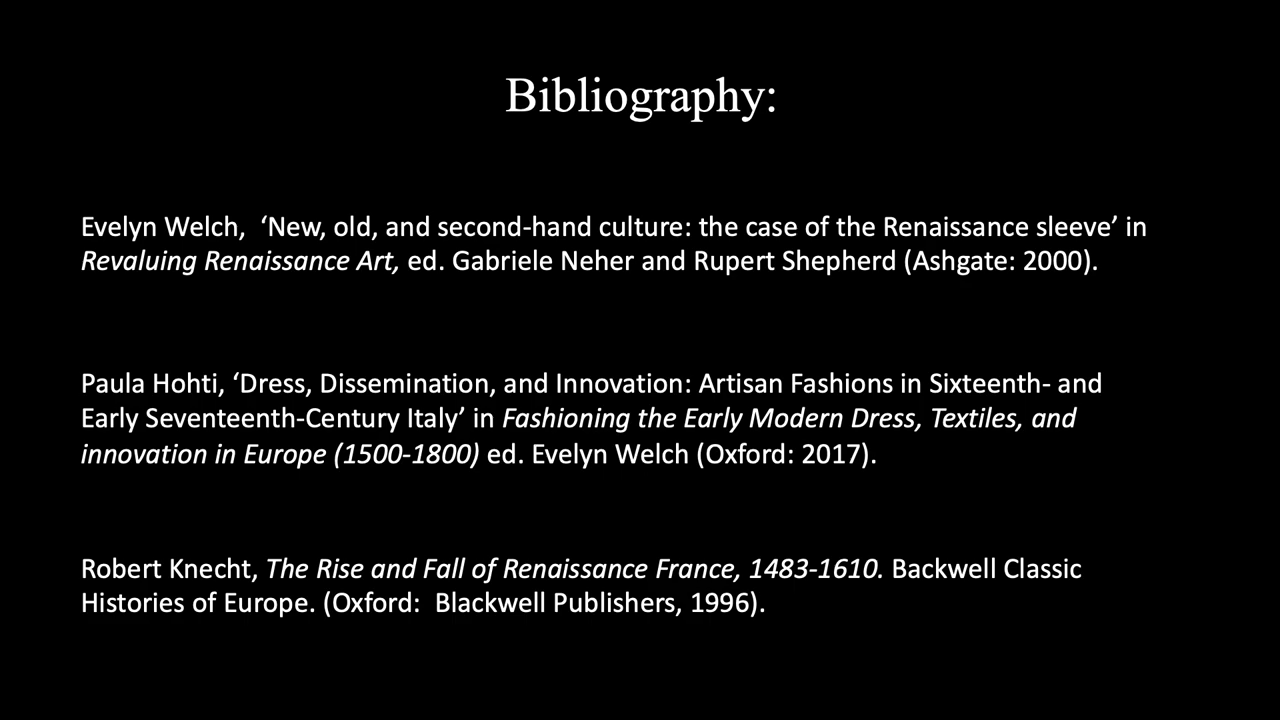 Bibliography:
Evelyn Welch,  ‘New, old, and second-hand culture: the case of the Renaissance sleeve’ in
Revaluing Renaissance Art, ed. Gabriele Neher and Rupert Shepherd (Ashgate: 2000).
Paula Hohti, ‘Dress, Dissemination, and Innovation: Artisan Fashions in Sixteenth- and
Early Seventeenth-Century Italy’ in Fashioning the Early Modern Dress, Textiles, and
innovation in Europe (1500-1800) ed. Evelyn Welch (Oxford: 2017).
Robert Knecht, The Rise and Fall of Renaissance France, 1483-1610. Backwell Classic
Histories of Europe. (Oxford:  Blackwell Publishers, 1996).